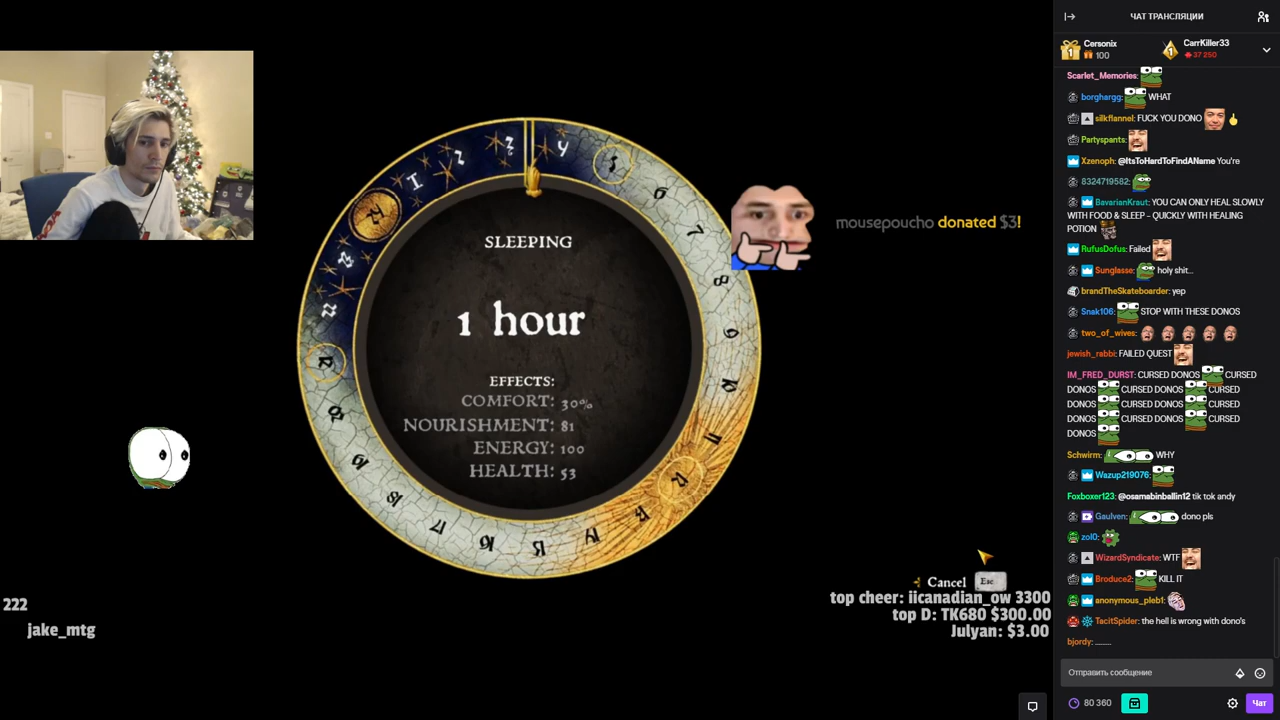 SLEEPING
1 hour
EFFECTS:
COMFORT: 30%
NOURISHMENT: 81
ENERGY: 100
HEALTH: 53
mousepoucho donated $3!
Cancel Esc
top cheer: iicanadian_ow 3300
top D: TK680 $300.00
Julyan: $3.00
222
jake_mtg
ЧАТ ТРАНСЛЯЦИИ
1 Cersonix
100
1 CarrKiller33
37 250
Scarlet_Memories:
borghargg: WHAT
silkflannel: FUCK YOU DONO
Partyspants:
Xzenoph: @ItsToHardToFindAName You're
8324719582:
BavarianKraut: YOU CAN ONLY HEAL SLOWLY
WITH FOOD & SLEEP - QUICKLY WITH HEALING
POTION
RufusDofus: Failed
Sunglasse: holy shit...
brandTheSkateboarder: yep
Snak106: STOP WITH THESE DONOS
two_of_wives:
jewish_rabbi: FAILED QUEST
IM_FRED_DURST: CURSED DONOS CURSED
DONOS CURSED DONOS CURSED
DONOS CURSED DONOS CURSED
DONOS CURSED DONOS CURSED
DONOS
Schwirm: WHY
Wazup219076:
Foxboxer123: @osamabinballin12 tik tok andy
Gaulven: dono pls
zol0:
WizardSyndicate: WTF
Broduce2: KILL IT
anonymous_pleb1:
TacitSpider: the hell is wrong with dono's
bjordy: ......
Отправить сообщение
80 360
Чат